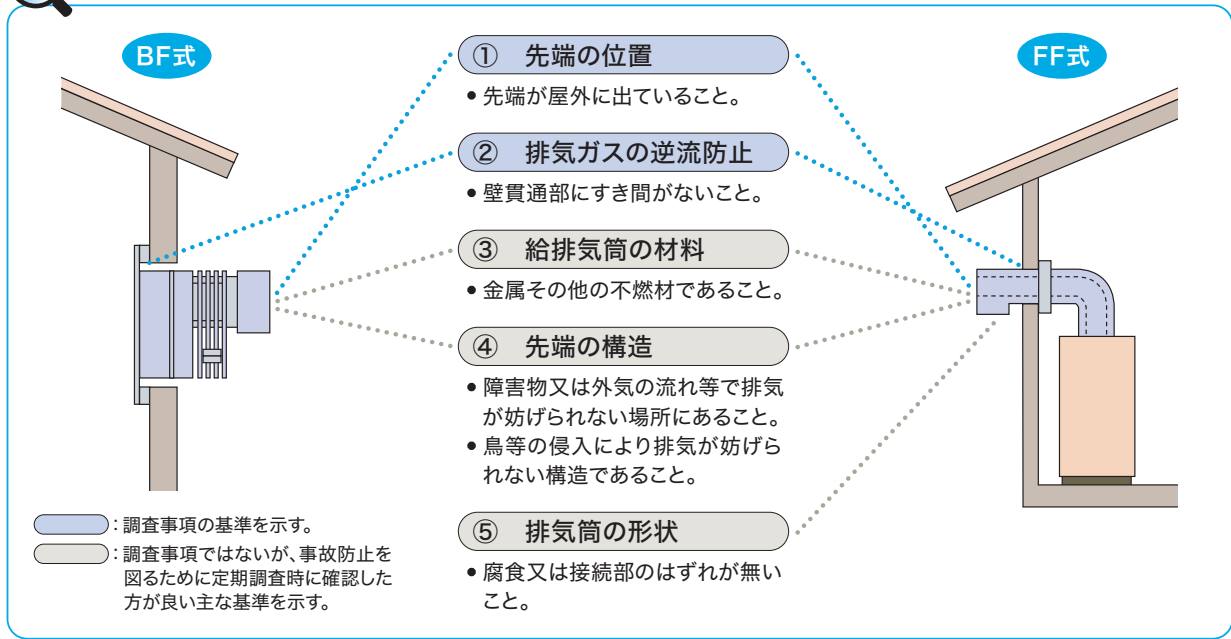 BF式
FF式
① 先端の位置
• 先端が屋外に出ていること。
② 排気ガスの逆流防止
• 壁貫通部にすき間がないこと。
③ 給排気筒の材料
• 金属その他の不燃材であること。
④ 先端の構造
• 障害物又は外気の流れ等で排気
が妨げられない場所にあること。
• 鳥等の侵入により排気が妨げら
れない構造であること。
⑤ 排気筒の形状
• 腐食又は接続部のはずれが無い
こと。
：調査事項の基準を示す。
：調査事項ではないが、事故防止を
図るために定期調査時に確認した
方が良い主な基準を示す。